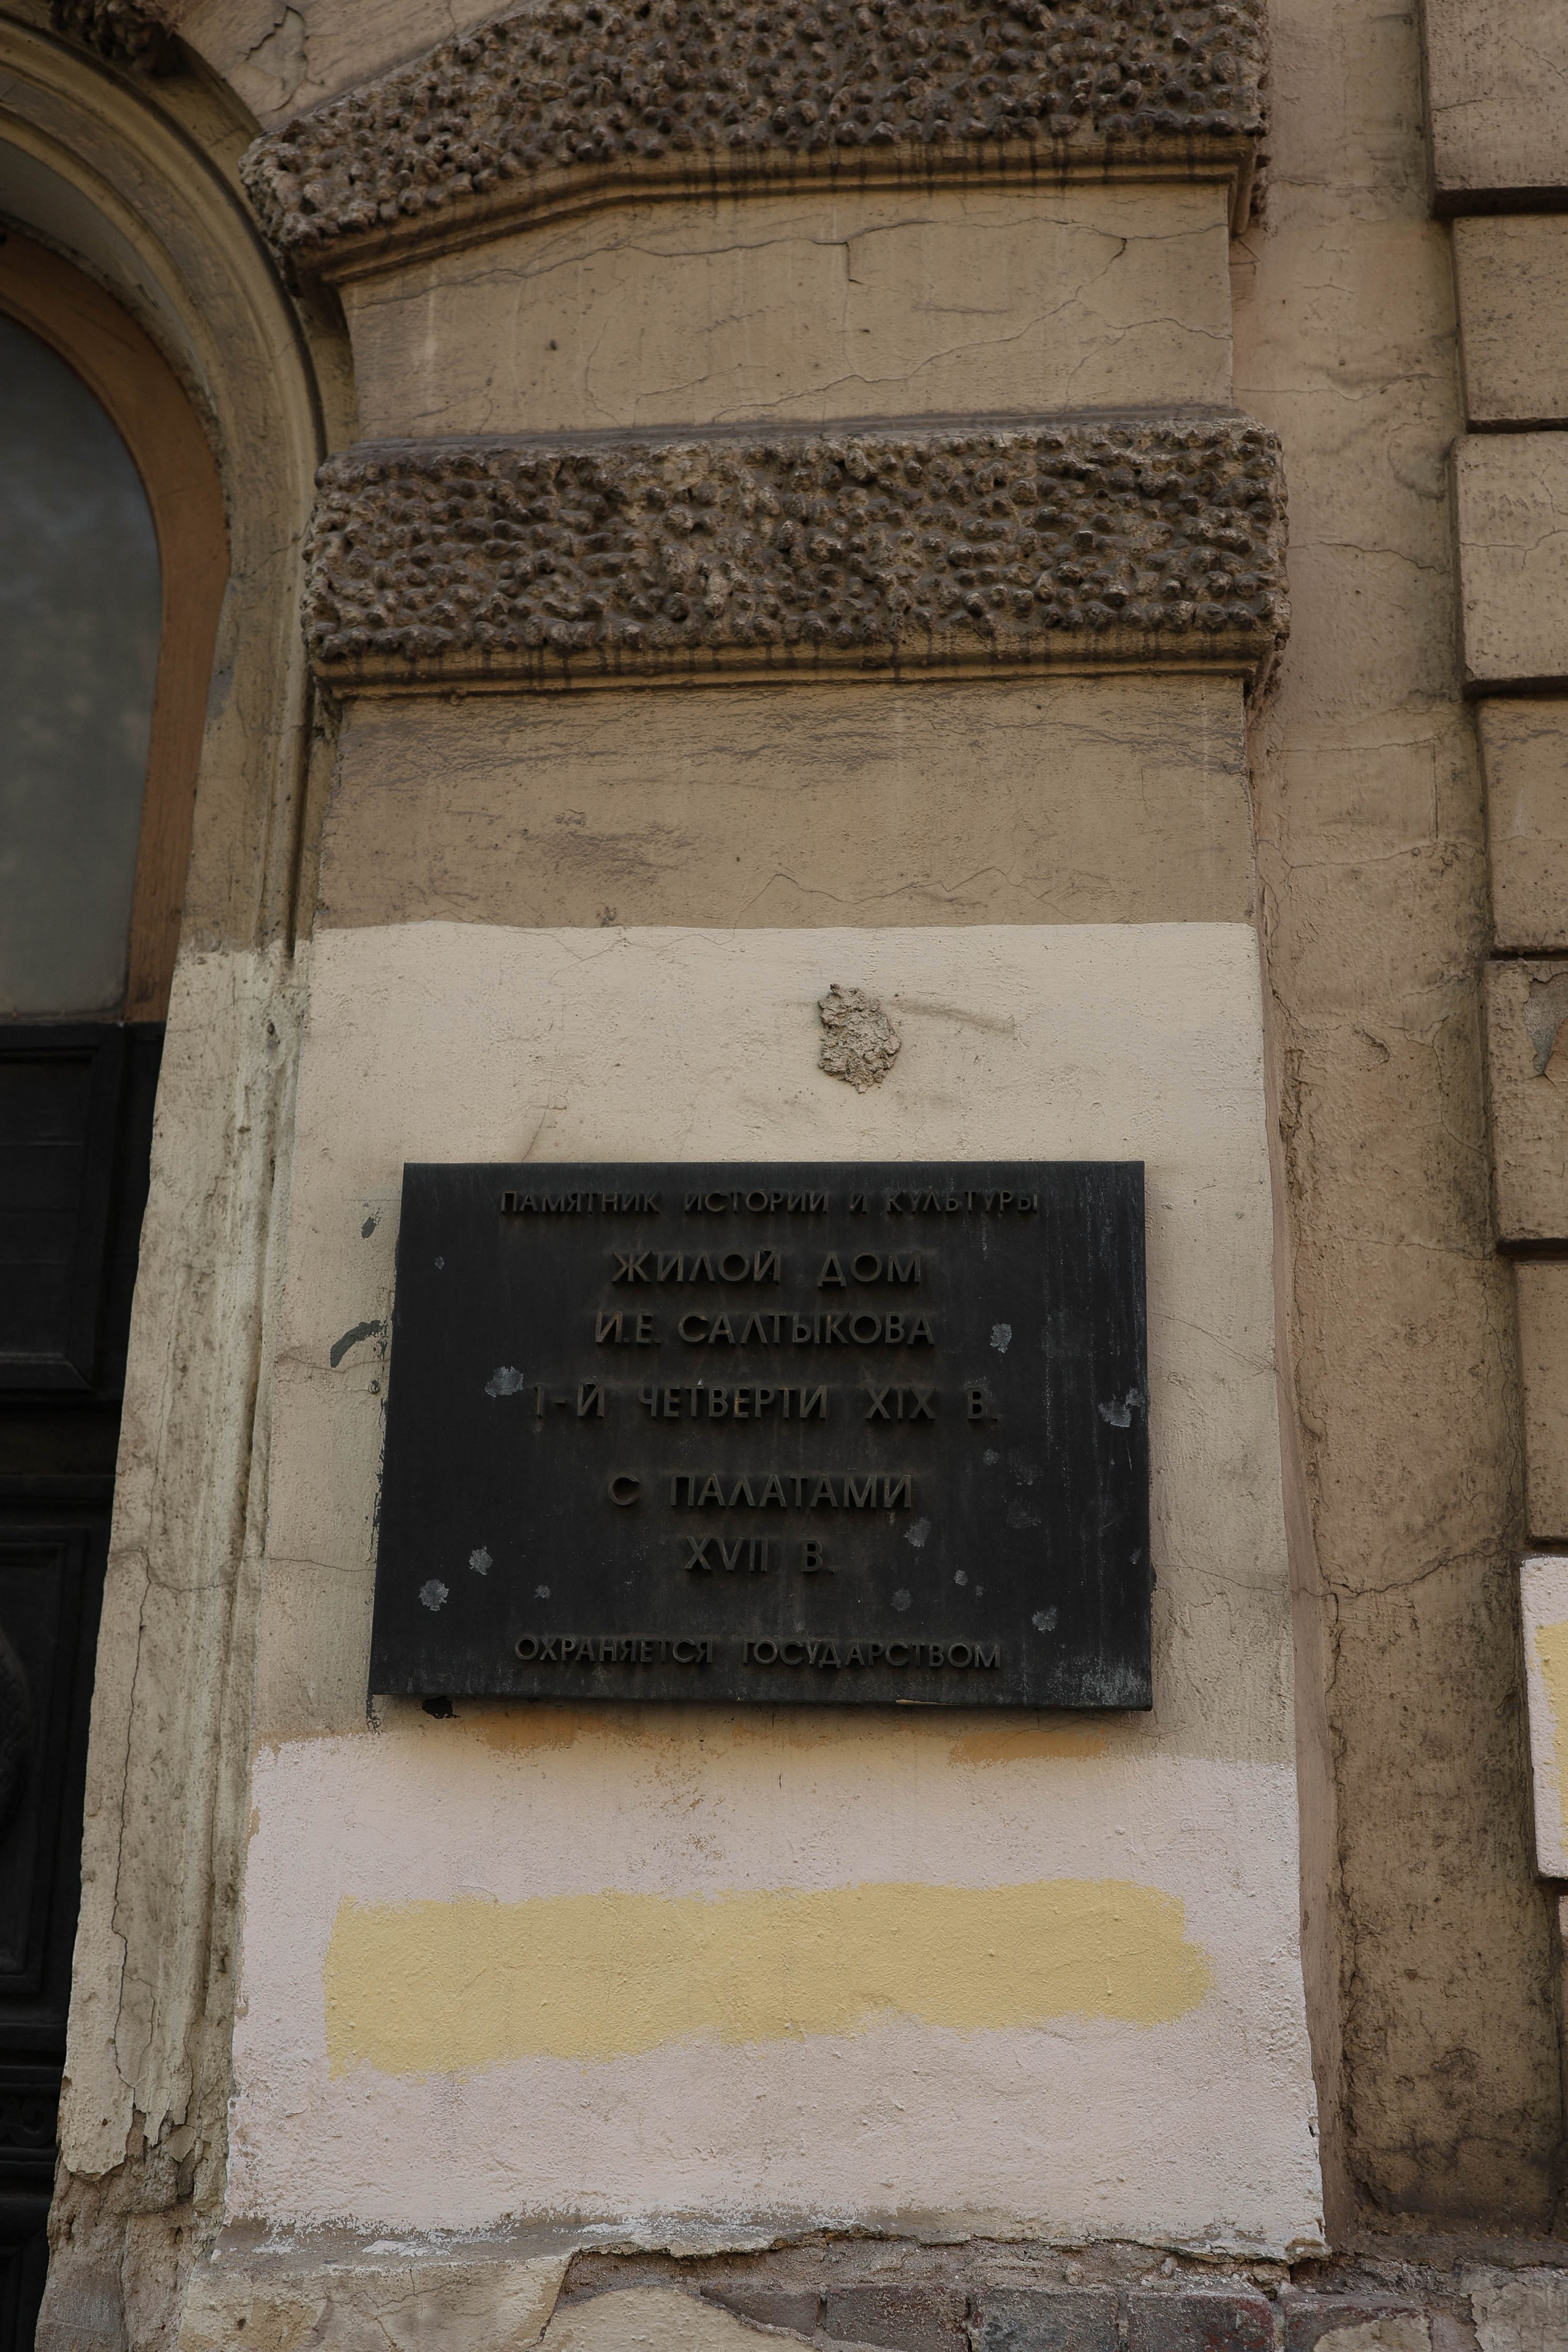 ПАМЯТНИК ИСТОРИИ И КУЛЬТУРЫ
ЖИЛОЙ ДОМ
И.Е. САЛТЫКОВА
1-Й ЧЕТВЕРТИ XIX В.
С ПАЛАТАМИ
XVII В.
ОХРАНЯЕТСЯ ГОСУДАРСТВОМ